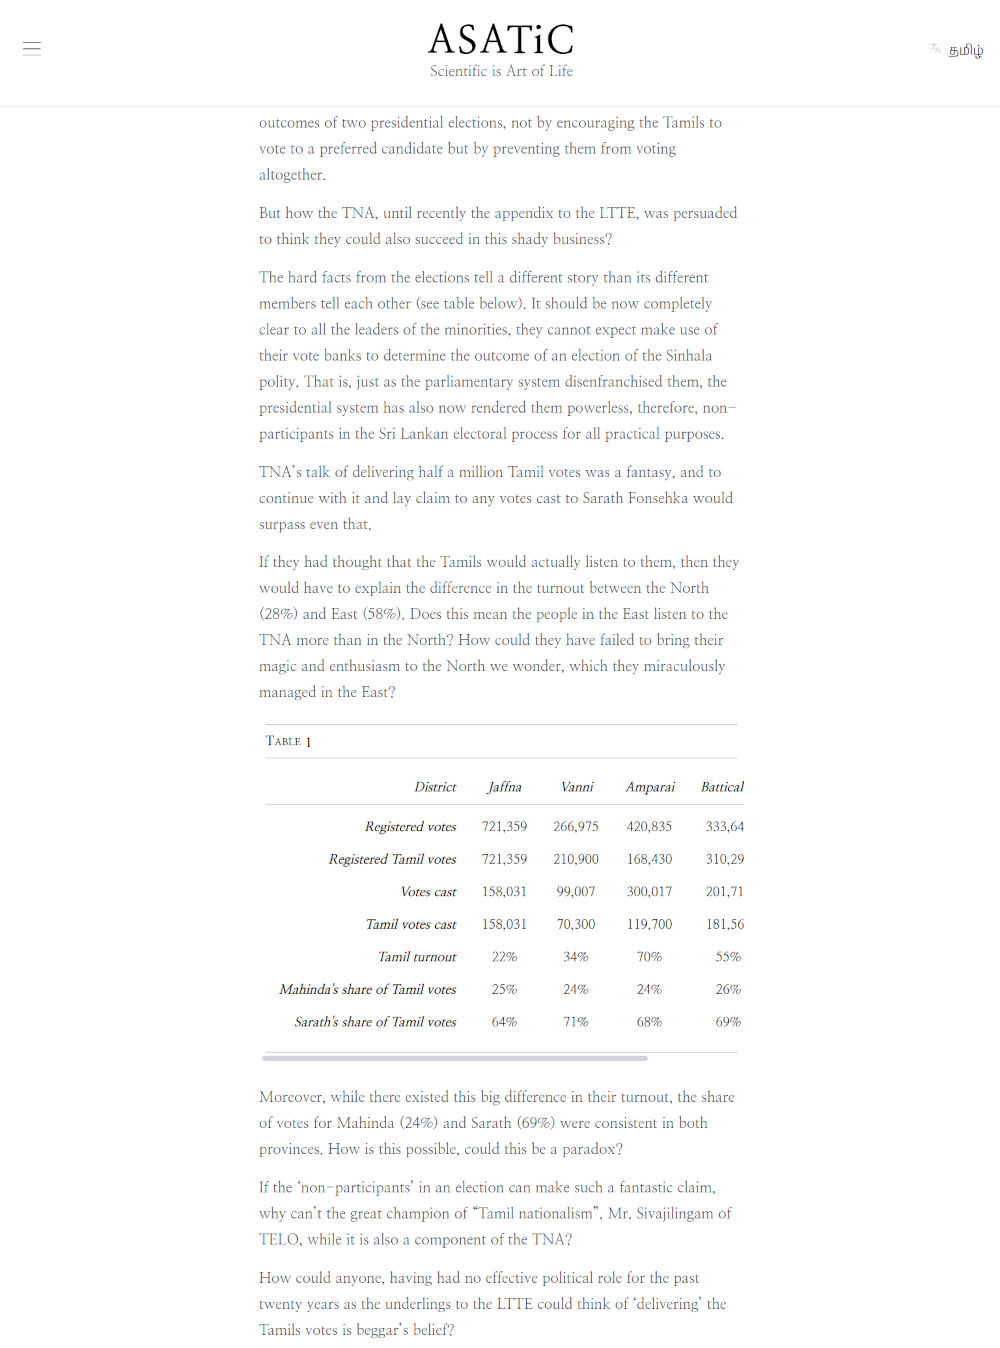 ASATiC
Scientific is Art of Life
தமிழ்
outcomes of two presidential elections, not by encouraging the Tamils to
vote to a preferred candidate but by preventing them from voting
altogether.
But how the TNA, until recently the appendix to the LTTE, was persuaded
to think they could also succeed in this shady business?
The hard facts from the elections tell a different story than its different
members tell each other (see table below). It should be now completely
clear to all the leaders of the minorities, they cannot expect make use of
their vote banks to determine the outcome of an election of the Sinhala
polity. That is, just as the parliamentary system disenfranchised them, the
presidential system has also now rendered them powerless, therefore, non-
participants in the Sri Lankan electoral process for all practical purposes.
TNA's talk of delivering half a million Tamil votes was a fantasy, and to
continue with it and lay claim to any votes cast to Sarath Fonsehka would
surpass even that.
If they had thought that the Tamils would actually listen to them, then they
would have to explain the difference in the turnout between the North
(28%) and East (58%). Does this mean the people in the East listen to the
TNA more than in the North? How could they have failed to bring their
magic and enthusiasm to the North we wonder, which they miraculously
managed in the East?
TABLE 1
District Jaffna Vanni Amparai Battical
Registered votes 721,359 266,975 420,835 333,64
Registered Tamil votes 721,359 210,900 168,430 310,29
Votes cast 158,031 99,007 300,017 201,71
Tamil votes cast 158,031 70,300 119,700 181,56
Tamil turnout 22% 34% 70% 55%
Mahinda's share of Tamil votes 25% 24% 24% 26%
Sarath's share of Tamil votes 64% 71% 68% 69%
Moreover, while there existed this big difference in their turnout, the share
of votes for Mahinda (24%) and Sarath (69%) were consistent in both
provinces. How is this possible, could this be a paradox?
If the ‘non-participants’ in an election can make such a fantastic claim,
why can't the great champion of “Tamil nationalism”, Mr. Sivajilingam of
TELO, while it is also a component of the TNA?
How could anyone, having had no effective political role for the past
twenty years as the underlings to the LTTE could think of ‘delivering’ the
Tamils votes is beggar's belief?